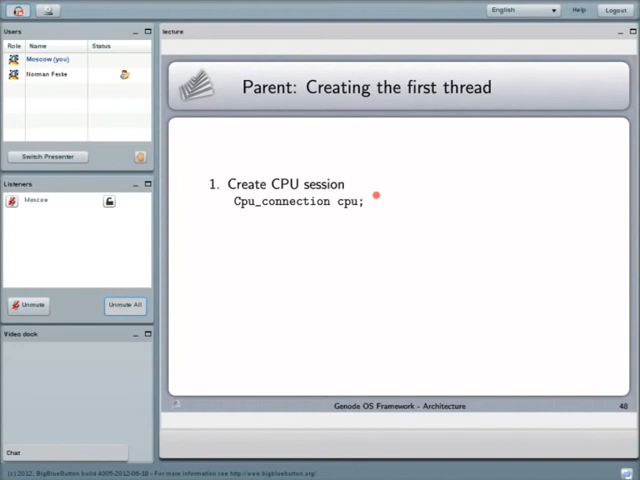 English
Help
Logout
Users
Role Name Status
Moscow (you)
Norman Feske
Switch Presenter
Listeners
Moscow
Unmute
Unmute All
Video dock
Chat
lecture
Parent: Creating the first thread
1. Create CPU session
Cpu_connection cpu;
Genode OS Framework - Architecture
48
(c) 2012, BigBlueButton build 4005-2012-06-18 - For more information see http://www.bigbluebutton.org/.